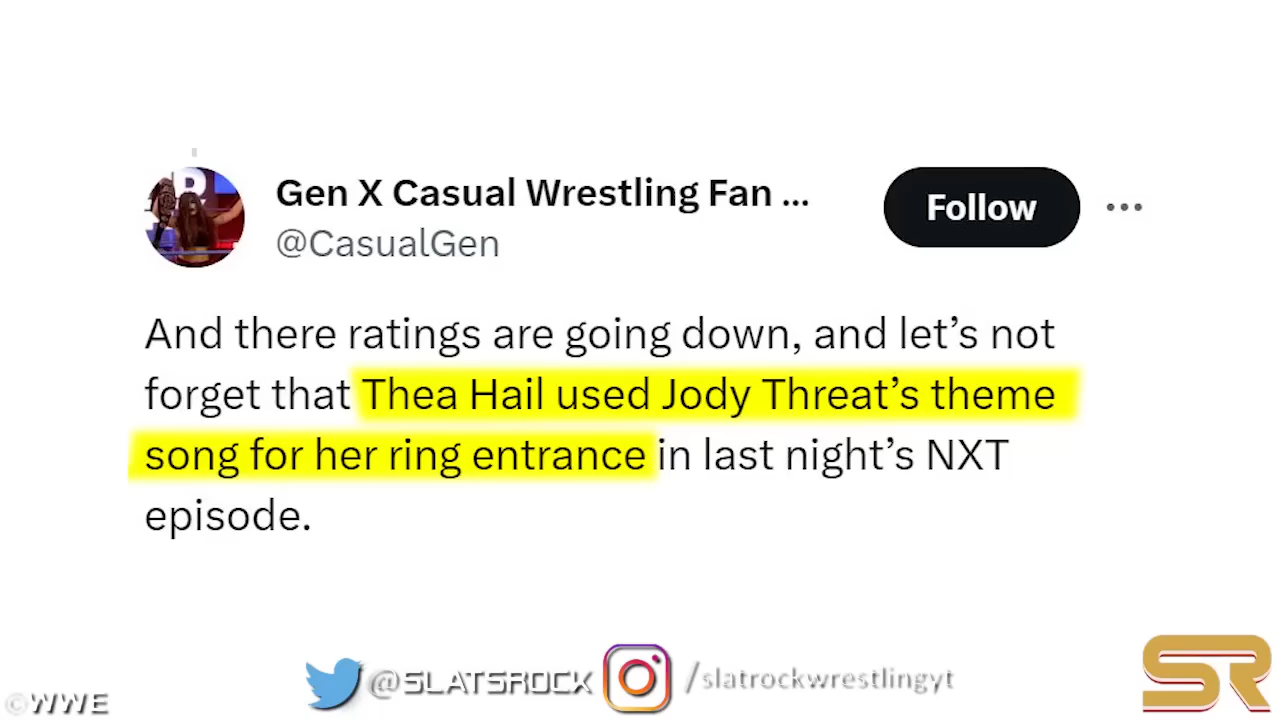 Gen X Casual Wrestling Fan ...
Follow
@CasualGen
And there ratings are going down, and let’s not
forget that Thea Hail used Jody Threat’s theme
song for her ring entrance in last night’s NXT
episode.
@SLATSROCK
/slatrockwrestlingyt
SR
©WWE